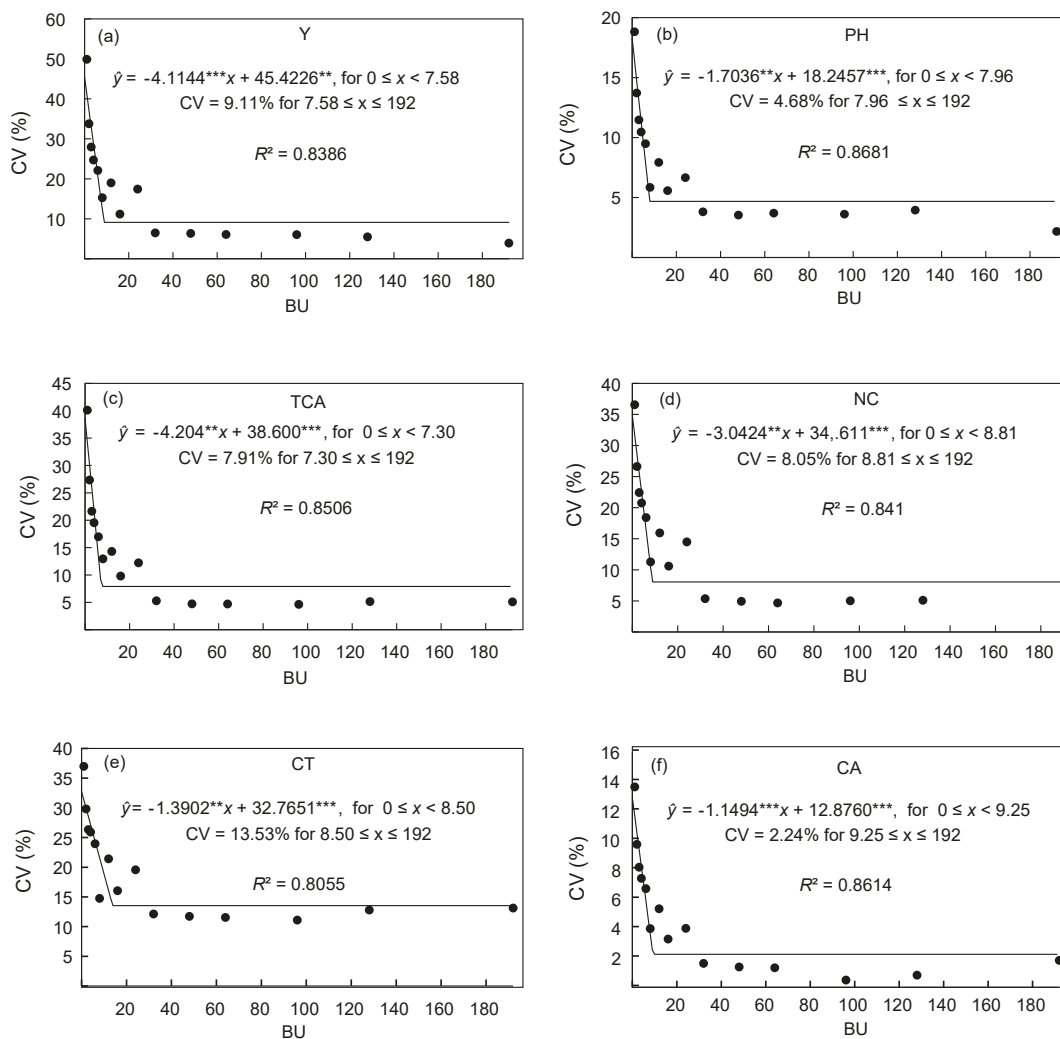 (a) Y
ŷ = -4.1144***x + 45.4226**, for 0 ≤ x < 7.58
CV = 9.11% for 7.58 ≤ x ≤ 192
R² = 0.8386
CV (%)
60
50
40
30
20
10
20 40 60 80 100 120 140 160 180
BU
(b) PH
ŷ = -1.7036**x + 18.2457***, for 0 ≤ x < 7.96
CV = 4.68% for 7.96 ≤ x ≤ 192
R² = 0.8681
CV (%)
20
15
10
5
20 40 60 80 100 120 140 160 180
BU
(c) TCA
ŷ = -4.204**x + 38.600***, for 0 ≤ x < 7.30
CV = 7.91% for 7.30 ≤ x ≤ 192
R² = 0.8506
CV (%)
45
40
35
30
25
20
15
10
5
20 40 60 80 100 120 140 160 180
BU
(d) NC
ŷ = -3.0424**x + 34,.611***, for 0 ≤ x < 8.81
CV = 8.05% for 8.81 ≤ x ≤ 192
R² = 0.841
CV (%)
40
35
30
25
20
15
10
5
20 40 60 80 100 120 140 160 180
BU
(e) CT
ŷ = -1.3902**x + 32.7651***, for 0 ≤ x < 8.50
CV = 13.53% for 8.50 ≤ x ≤ 192
R² = 0.8055
CV (%)
40
35
30
25
20
15
10
5
20 40 60 80 100 120 140 160 180
BU
(f) CA
ŷ = -1.1494***x + 12.8760***, for 0 ≤ x < 9.25
CV = 2.24% for 9.25 ≤ x ≤ 192
R² = 0.8614
CV (%)
16
14
12
10
8
6
4
2
20 40 60 80 100 120 140 160 180
BU